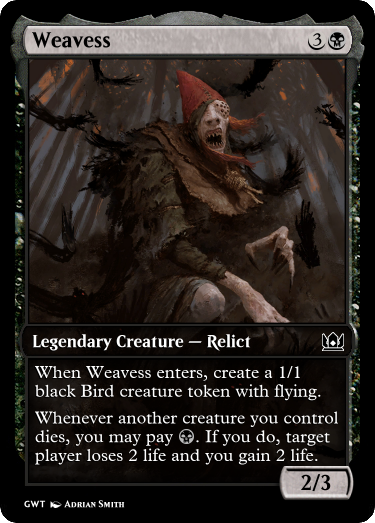 Weavess 3
Legendary Creature — Relict
When Weavess enters, create a 1/1
black Bird creature token with flying.
Whenever another creature you control
dies, you may pay . If you do, target
player loses 2 life and you gain 2 life.
2/3
GWT Adrian Smith